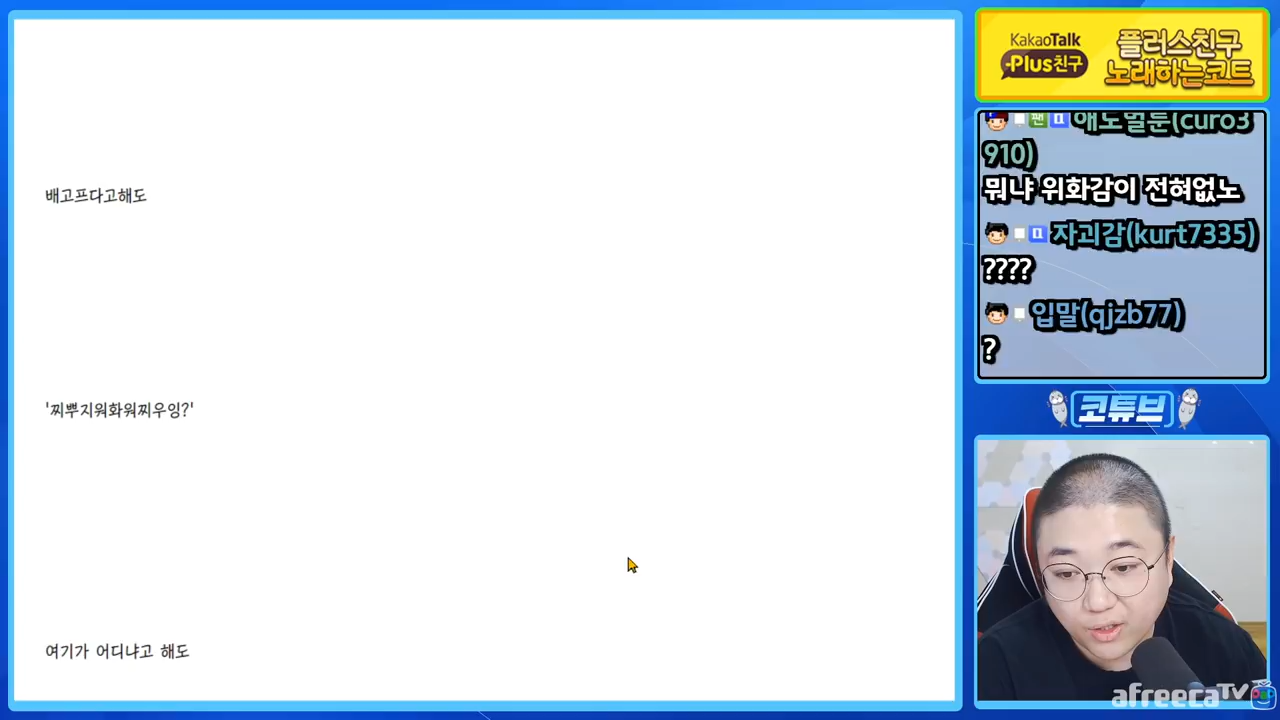 배고프다고해도
'찌뿌지워화워찌우잉?'
여기가 어디냐고 해도
KakaoTalk
Plus친구
플러스친구
노래하는코트
팬
애도멀툰(curo3
910)
뭐냐 위화감이 전혀없노
자괴감(kurt7335)
????
입말(qjzb77)
?
코튜브
afreecaTV